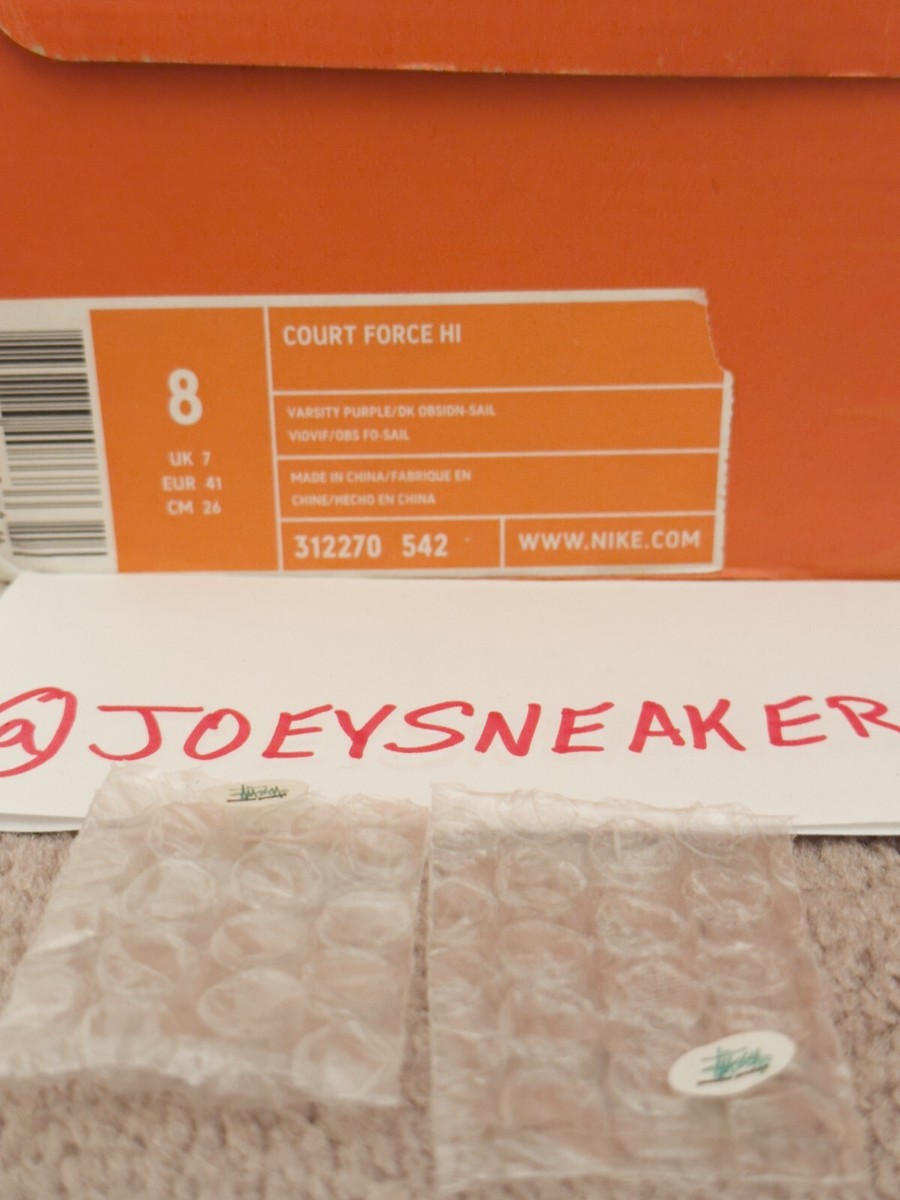 COURT FORCE HI
8
UK 7
EUR 41
CM 26
VARSITY PURPLE/DK OBSIDN-SAIL
VIOVIF/OBS FO-SAIL
MADE IN CHINA/FABRIQUE EN
CHINE/HECHO EN CHINA
312270 542
WWW.NIKE.COM
@JOEYSNEAKER